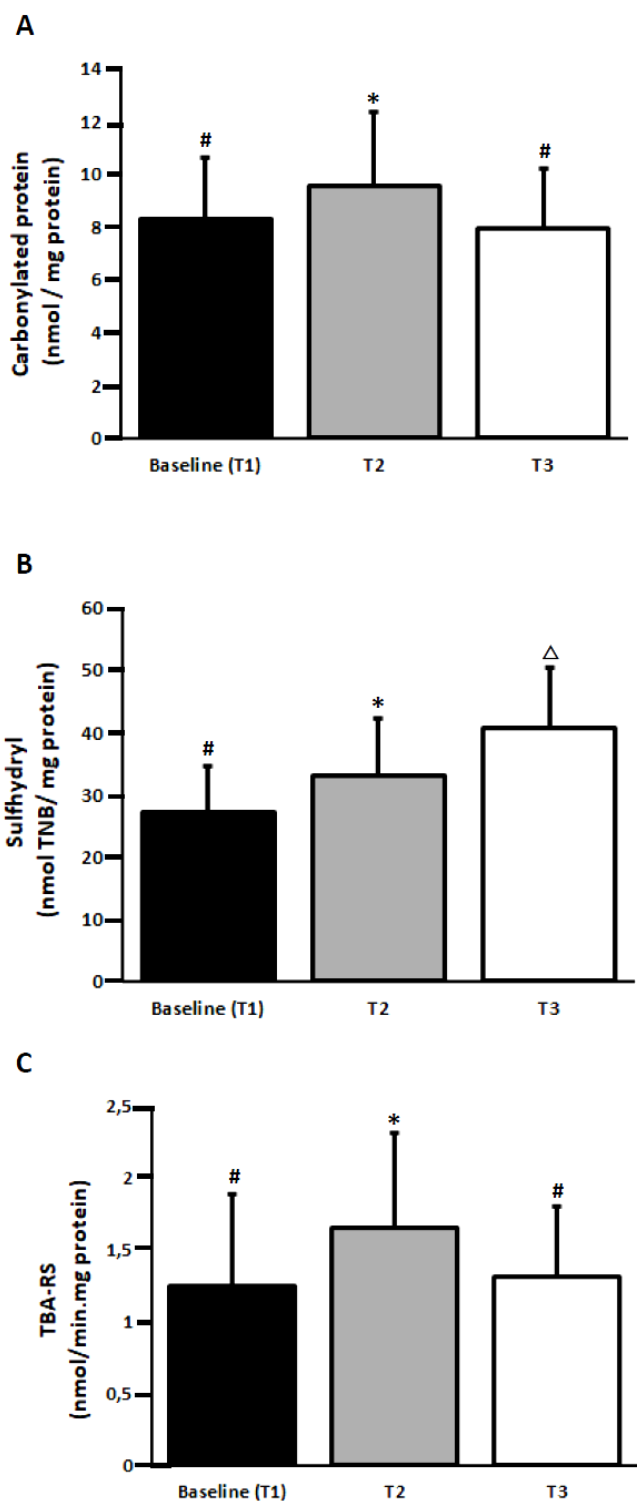 A
Carbonylated protein
(nmol / mg protein)
14
12
10
8
6
4
2
0
#
*
#
Baseline (T1)
T2
T3
B
Sulfhydryl
(nmol TNB/ mg protein)
60
50
40
30
20
10
0
#
*
△
Baseline (T1)
T2
T3
C
TBA-RS
(nmol/min.mg protein)
2,5
2
1,5
1
0,5
0
#
*
#
Baseline (T1)
T2
T3